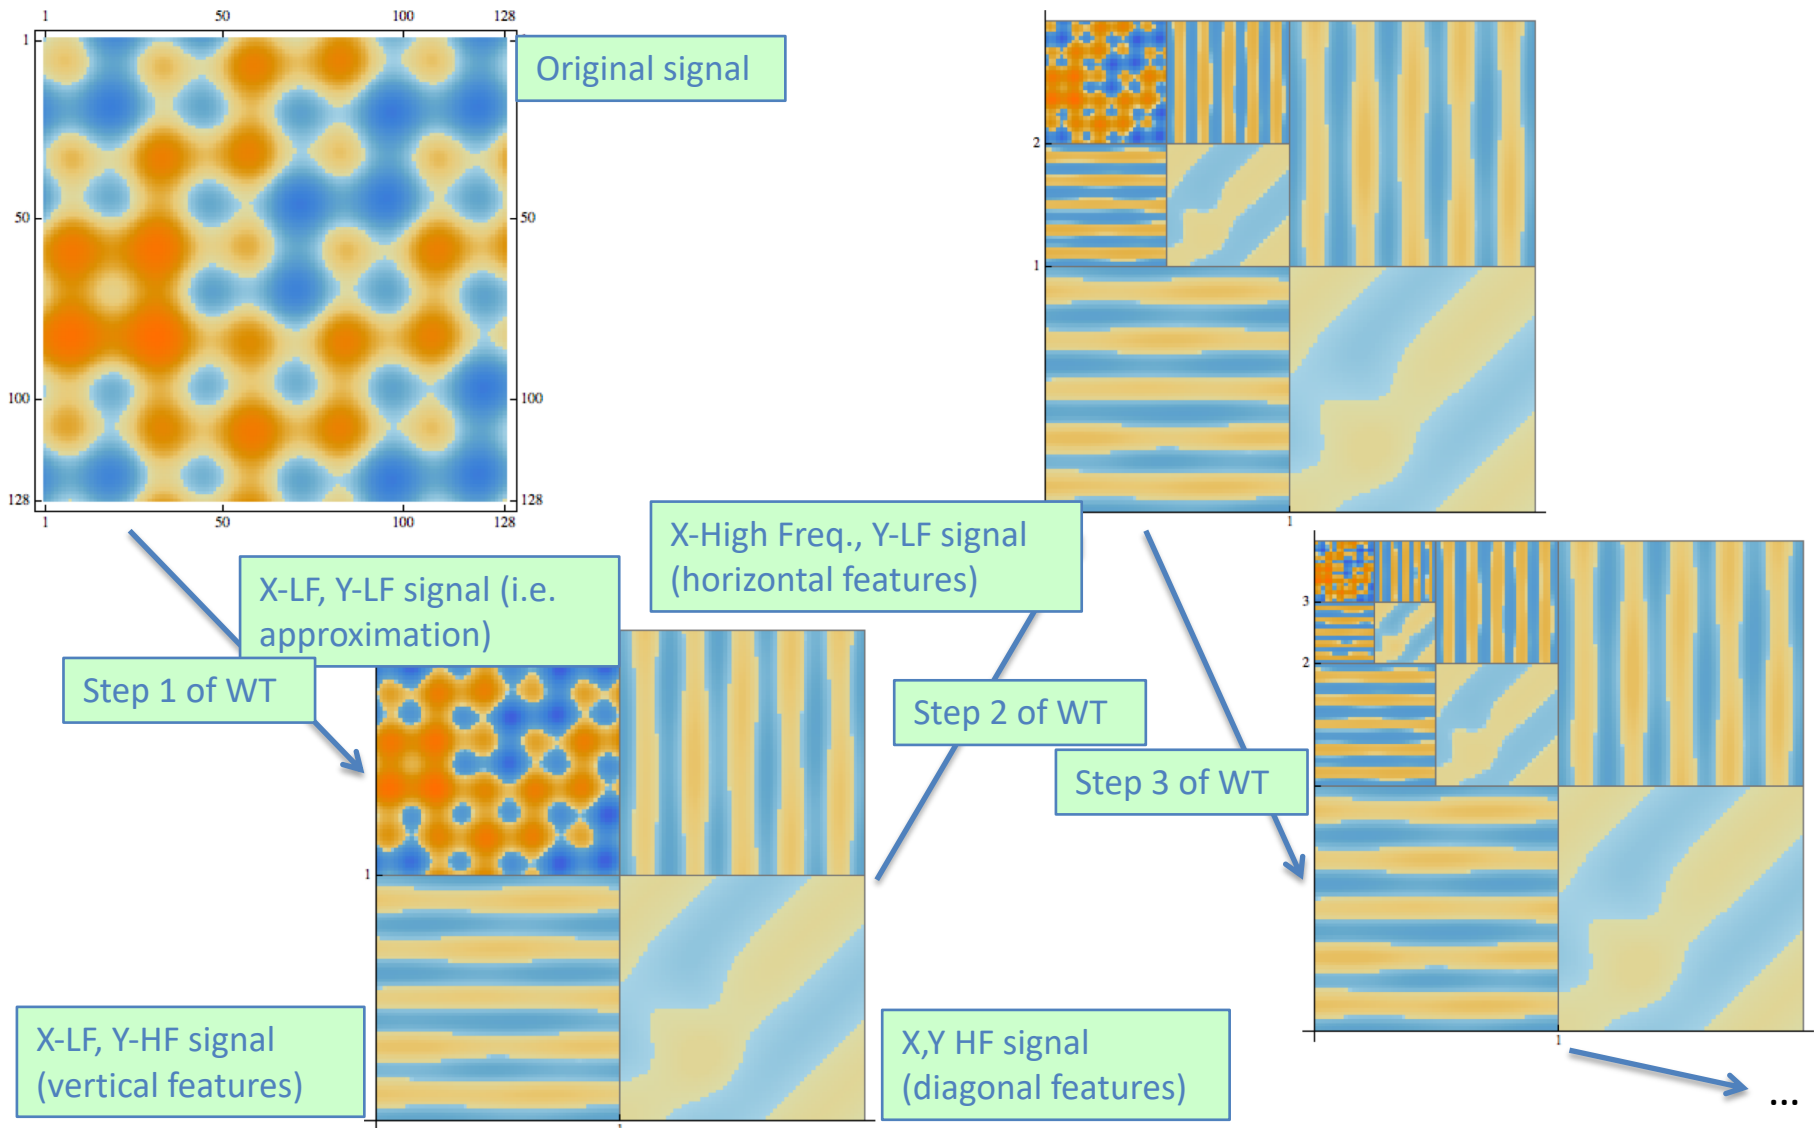 1 50 100 128
1
50
100
128
50
100
128
1 50 100 128
Original signal
2
1
1
X-High Freq., Y-LF signal
(horizontal features)
X-LF, Y-LF signal (i.e.
approximation)
Step 1 of WT
Step 2 of WT
Step 3 of WT
1
1
3
2
1
1
X-LF, Y-HF signal
(vertical features)
X,Y HF signal
(diagonal features)
...